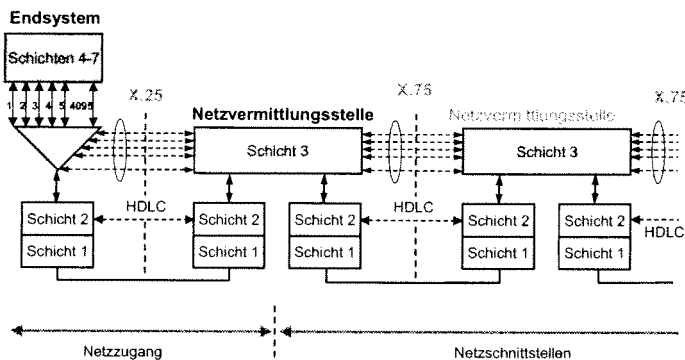 Endsystem
Schichten 4-7
1 2 3 4 5 4095
X.25
Netzvermittlungsstelle
X.75
Netzvermittlungsstelle
X.75
Schicht 3
Schicht 3
Schicht 2
HDLC
Schicht 2
Schicht 2
HDLC
Schicht 2
Schicht 2
HDLC
Schicht 1
Schicht 1
Schicht 1
Schicht 1
Schicht 1
Netzzugang
Netzschnittstellen